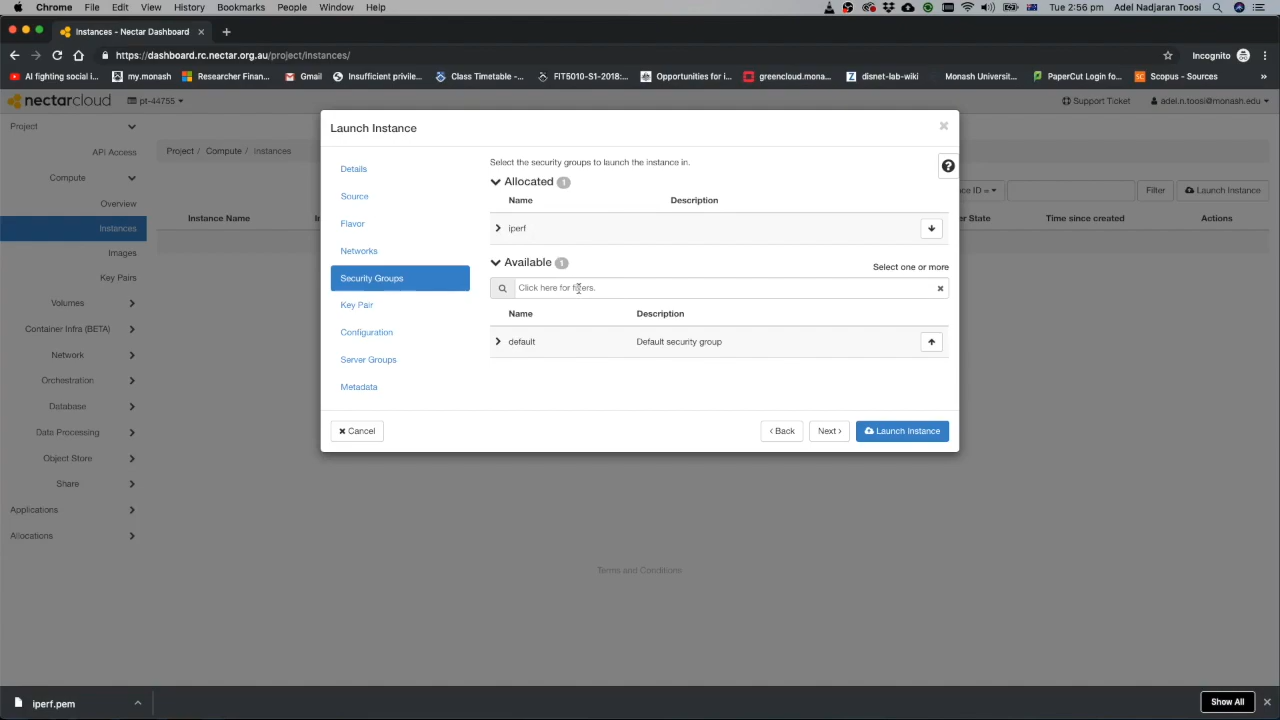 Chrome File Edit View History Bookmarks People Window Help Tue 2:56 pm Adel Nadjaran Toosi
Instances - Nectar Dashboard
https://dashboard.rc.nectar.org.au/project/instances/ Incognito
AI fighting social i... my.monash Researcher Finan... Gmail Insufficient privile... Class Timetable -... FIT5010-S1-2018:... Opportunities for i... greencloud.mona... disnet-lab-wiki Monash Universit... PaperCut Login fo... Scopus - Sources
nectarcloud pt-44755 Support Ticket adel.n.toosi@monash.edu
Project
API Access
Compute
Overview
Instances
Images
Key Pairs
Volumes
Container Infra (BETA)
Network
Orchestration
Database
Data Processing
Object Store
Share
Applications
Allocations
Project / Compute / Instances
ce ID = Filter Launch Instance
Instance Name er State Time since created Actions
Launch Instance
Details
Source
Flavor
Networks
Security Groups
Key Pair
Configuration
Server Groups
Metadata
Select the security groups to launch the instance in.
Allocated 1
Name Description
iperf
Available 1
Select one or more
Click here for filters.
Name Description
default Default security group
Cancel
< Back Next > Launch Instance
Terms and Conditions
iperf.pem Show All